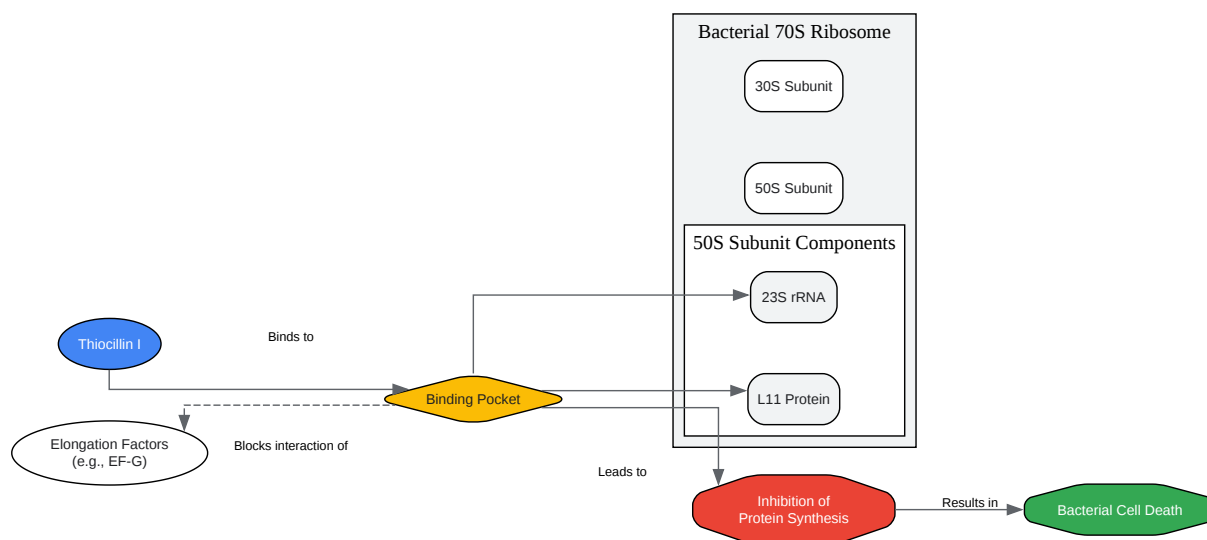 Bacterial 70S Ribosome
30S Subunit
50S Subunit
50S Subunit Components
23S rRNA
Thiocillin I
Binds to
Binding Pocket
L11 Protein
Elongation Factors
(e.g., EF-G)
Blocks interaction of
Leads to
Inhibition of
Protein Synthesis
Results in
Bacterial Cell Death